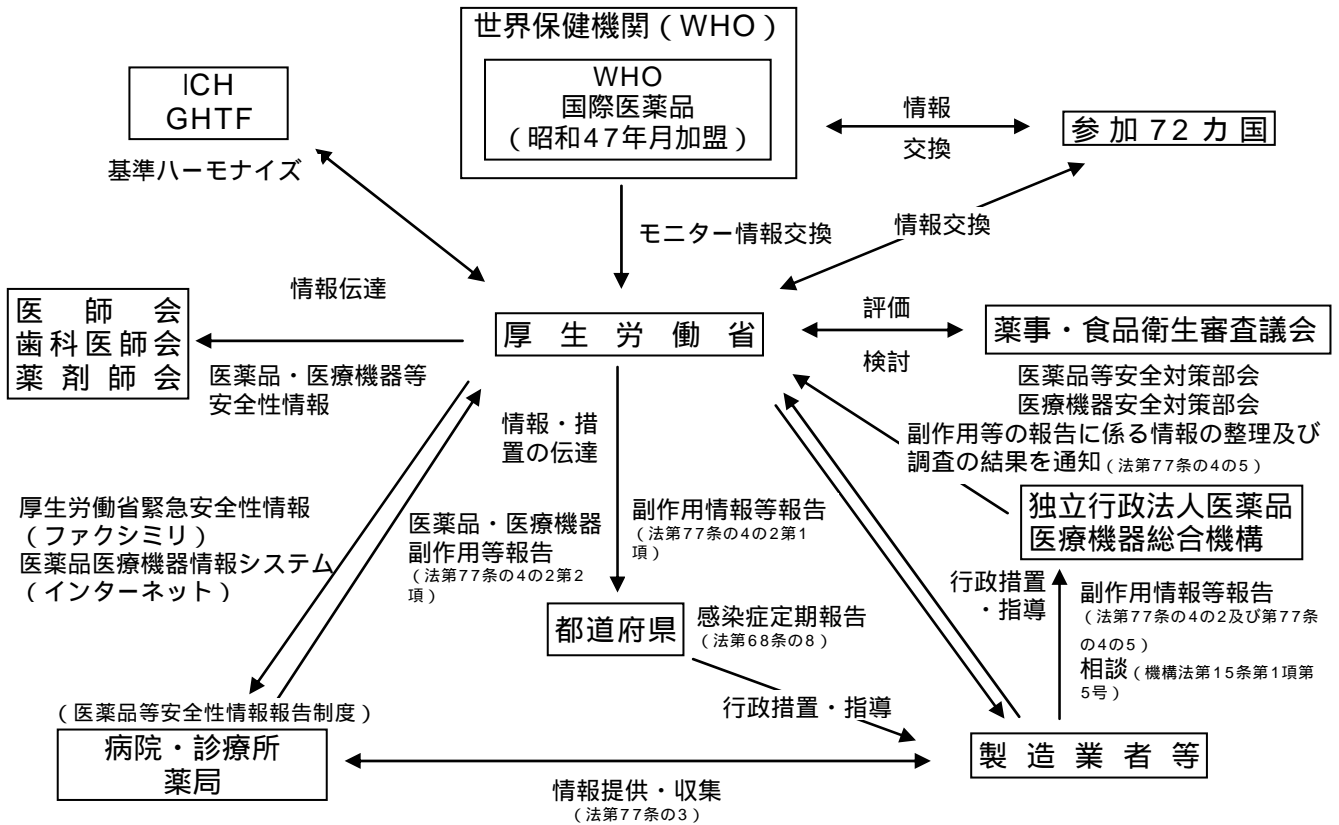 世界保健機関（WHO）
WHO
国際医薬品
（昭和47年月加盟）
ICH
GHTF
基準ハーモナイズ
情報
交換
参加72カ国
モニター情報交換
情報交換
情報伝達
医師会
歯科医師会
薬剤師会
医薬品・医療機器等
安全性情報
厚生労働省
評価
検討
薬事・食品衛生審査議会
医薬品等安全対策部会
医療機器安全対策部会
副作用等の報告に係る情報の整理及び
調査の結果を通知（法第77条の4の5）
独立行政法人医薬品
医療機器総合機構
情報・措
置の伝達
厚生労働省緊急安全性情報
（ファクシミリ）
医薬品医療機器情報システム
（インターネット）
医薬品・医療機器
副作用等報告
（法第77条の4の2第2
項）
副作用情報等報告
（法第77条の4の2第1
項）
都道府県
感染症定期報告
（法第68条の8）
行政措置
・指導
副作用情報等報告
（法第77条の4の2及び第77条
の4の5）
相談（機構法第15条第1項第
5号）
行政措置・指導
（医薬品等安全性情報報告制度）
病院・診療所
薬局
製造業者等
情報提供・収集
（法第77条の3）